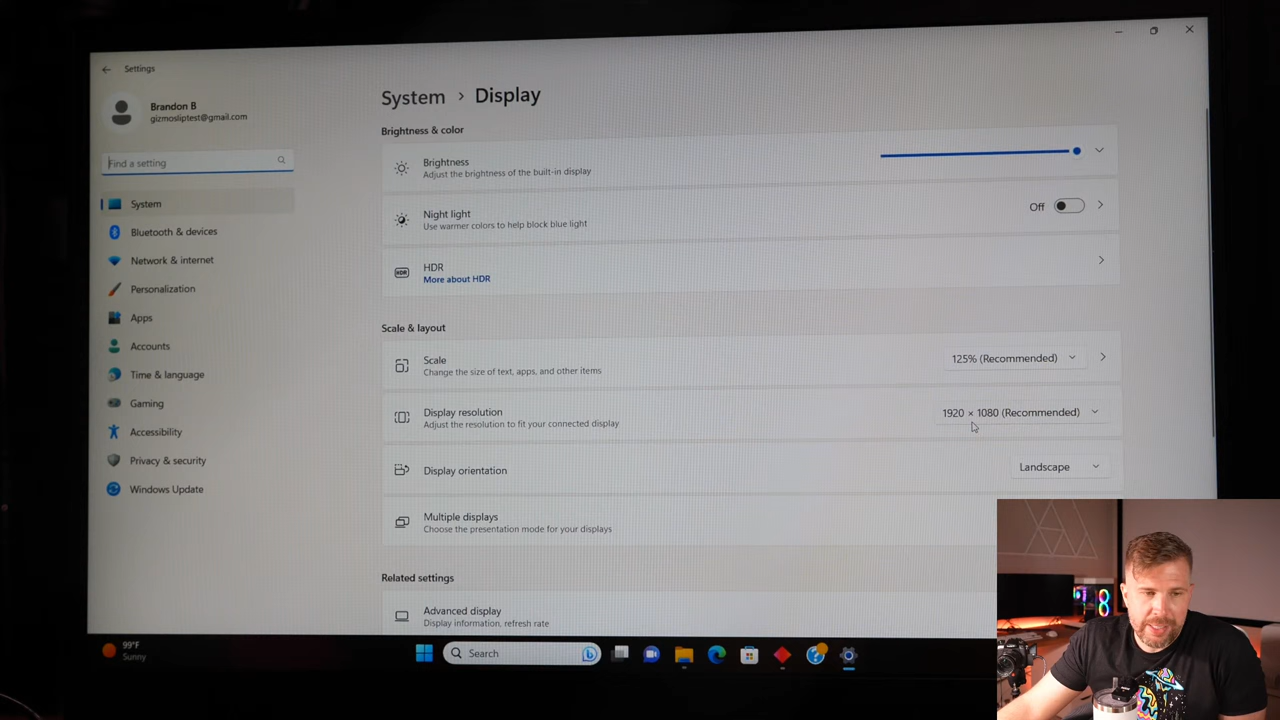 Settings
Brandon B
gizmosliptest@gmail.com
Find a setting
System
Bluetooth & devices
Network & internet
Personalization
Apps
Accounts
Time & language
Gaming
Accessibility
Privacy & security
Windows Update
System > Display
Brightness & color
Brightness
Adjust the brightness of the built-in display
Night light
Use warmer colors to help block blue light
Off
HDR
HDR
More about HDR
Scale & layout
Scale
Change the size of text, apps, and other items
125% (Recommended)
Display resolution
Adjust the resolution to fit your connected display
1920 × 1080 (Recommended)
Display orientation
Landscape
Multiple displays
Choose the presentation mode for your displays
Related settings
Advanced display
Display information, refresh rate
99°F
Sunny
Search